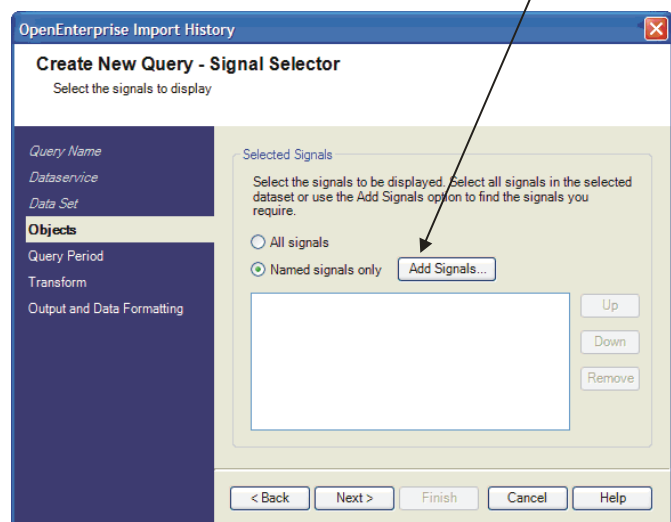 OpenEnterprise Import History
Create New Query - Signal Selector
Select the signals to display
Query Name
Dataservice
Data Set
Objects
Query Period
Transform
Output and Data Formatting
Selected Signals
Select the signals to be displayed. Select all signals in the selected
dataset or use the Add Signals option to find the signals you
require.
All signals
Named signals only
Add Signals...
Up
Down
Remove
< Back
Next >
Finish
Cancel
Help